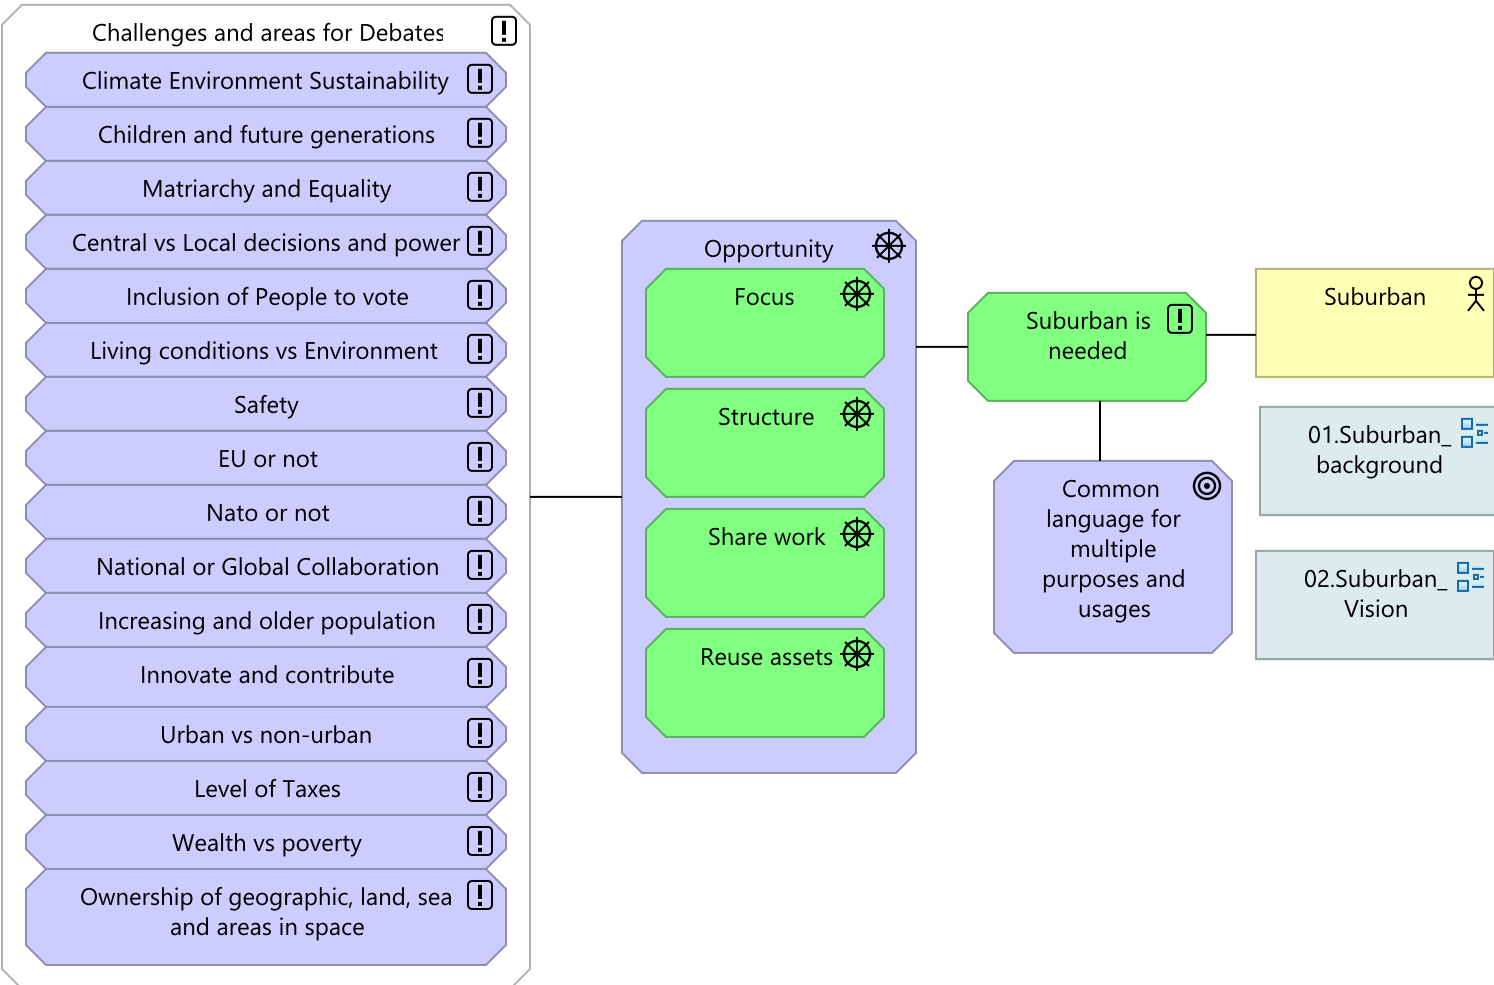 Challenges and areas for Debates
Climate Environment Sustainability
Children and future generations
Matriarchy and Equality
Central vs Local decisions and power
Inclusion of People to vote
Living conditions vs Environment
Safety
EU or not
Nato or not
National or Global Collaboration
Increasing and older population
Innovate and contribute
Urban vs non-urban
Level of Taxes
Wealth vs poverty
Ownership of geographic, land, sea
and areas in space
Opportunity
Focus
Structure
Share work
Reuse assets
Suburban is
needed
Common
language for
multiple
purposes and
usages
Suburban
01.Suburban_
background
02.Suburban_
Vision